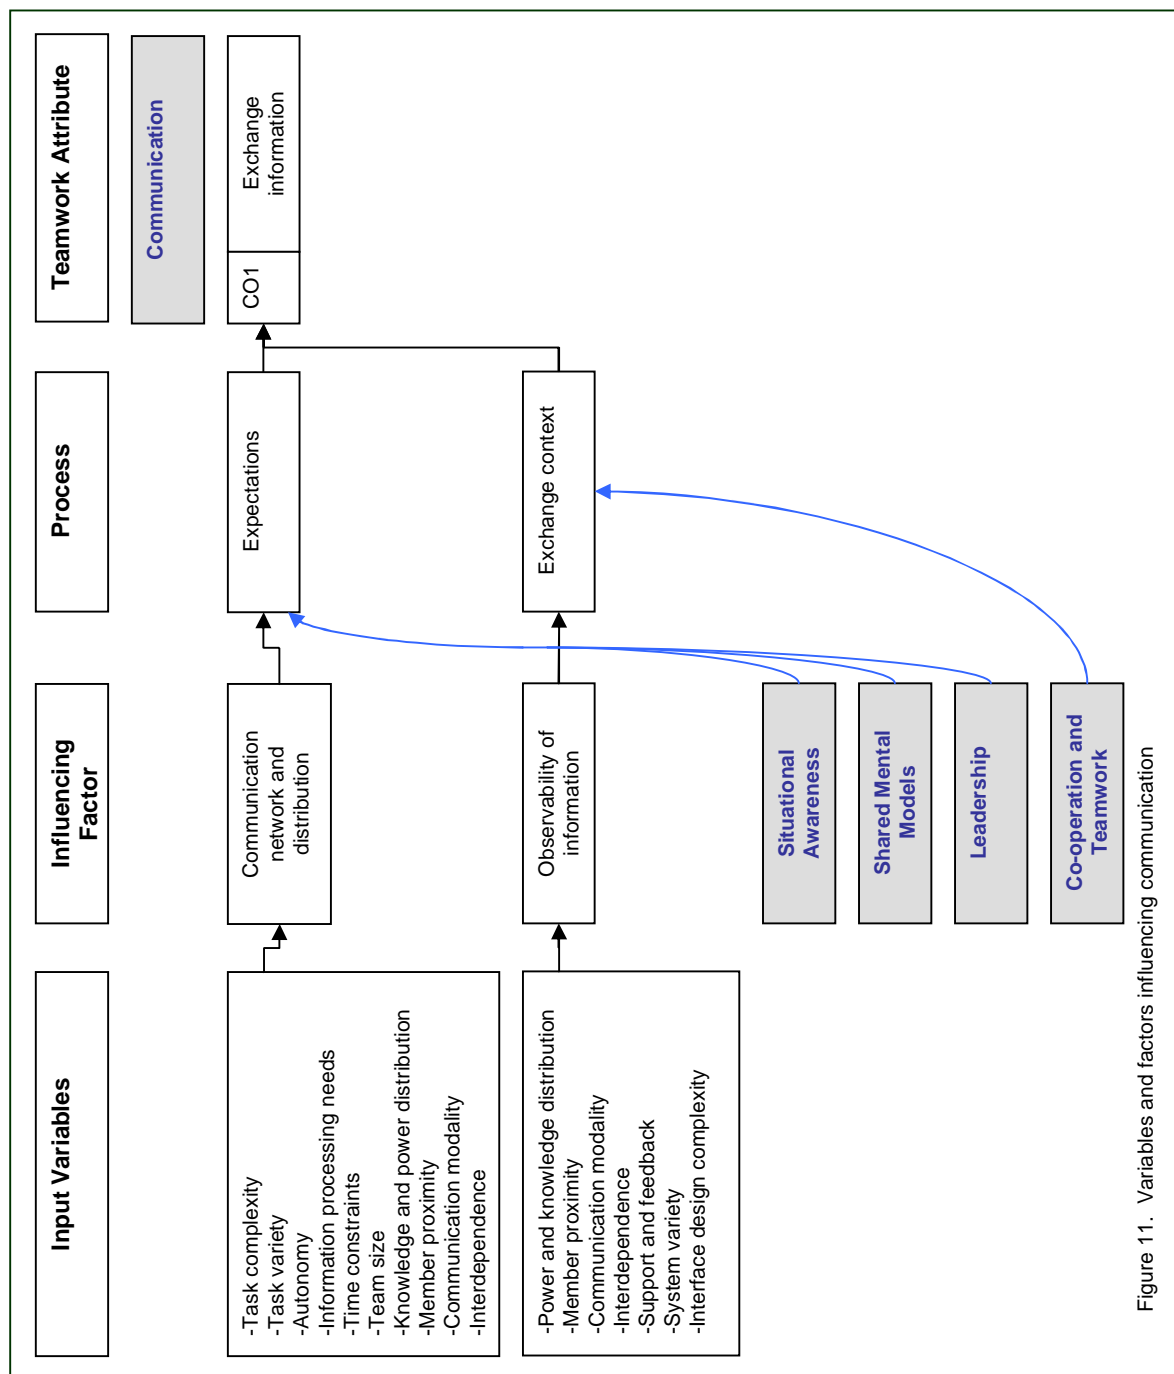 Input Variables
Influencing
Factor
Process
Teamwork Attribute
Communication
-Task complexity
-Task variety
-Autonomy
-Information processing needs
-Time constraints
-Team size
-Knowledge and power distribution
-Member proximity
-Communication modality
-Interdependence
Communication
network and
distribution
Expectations
CO1
Exchange
information
-Power and knowledge distribution
-Member proximity
-Communication modality
-Interdependence
-Support and feedback
-System variety
-Interface design complexity
Observability of
information
Exchange context
Situational
Awareness
Shared Mental
Models
Leadership
Co-operation and
Teamwork
Figure 11. Variables and factors influencing communication